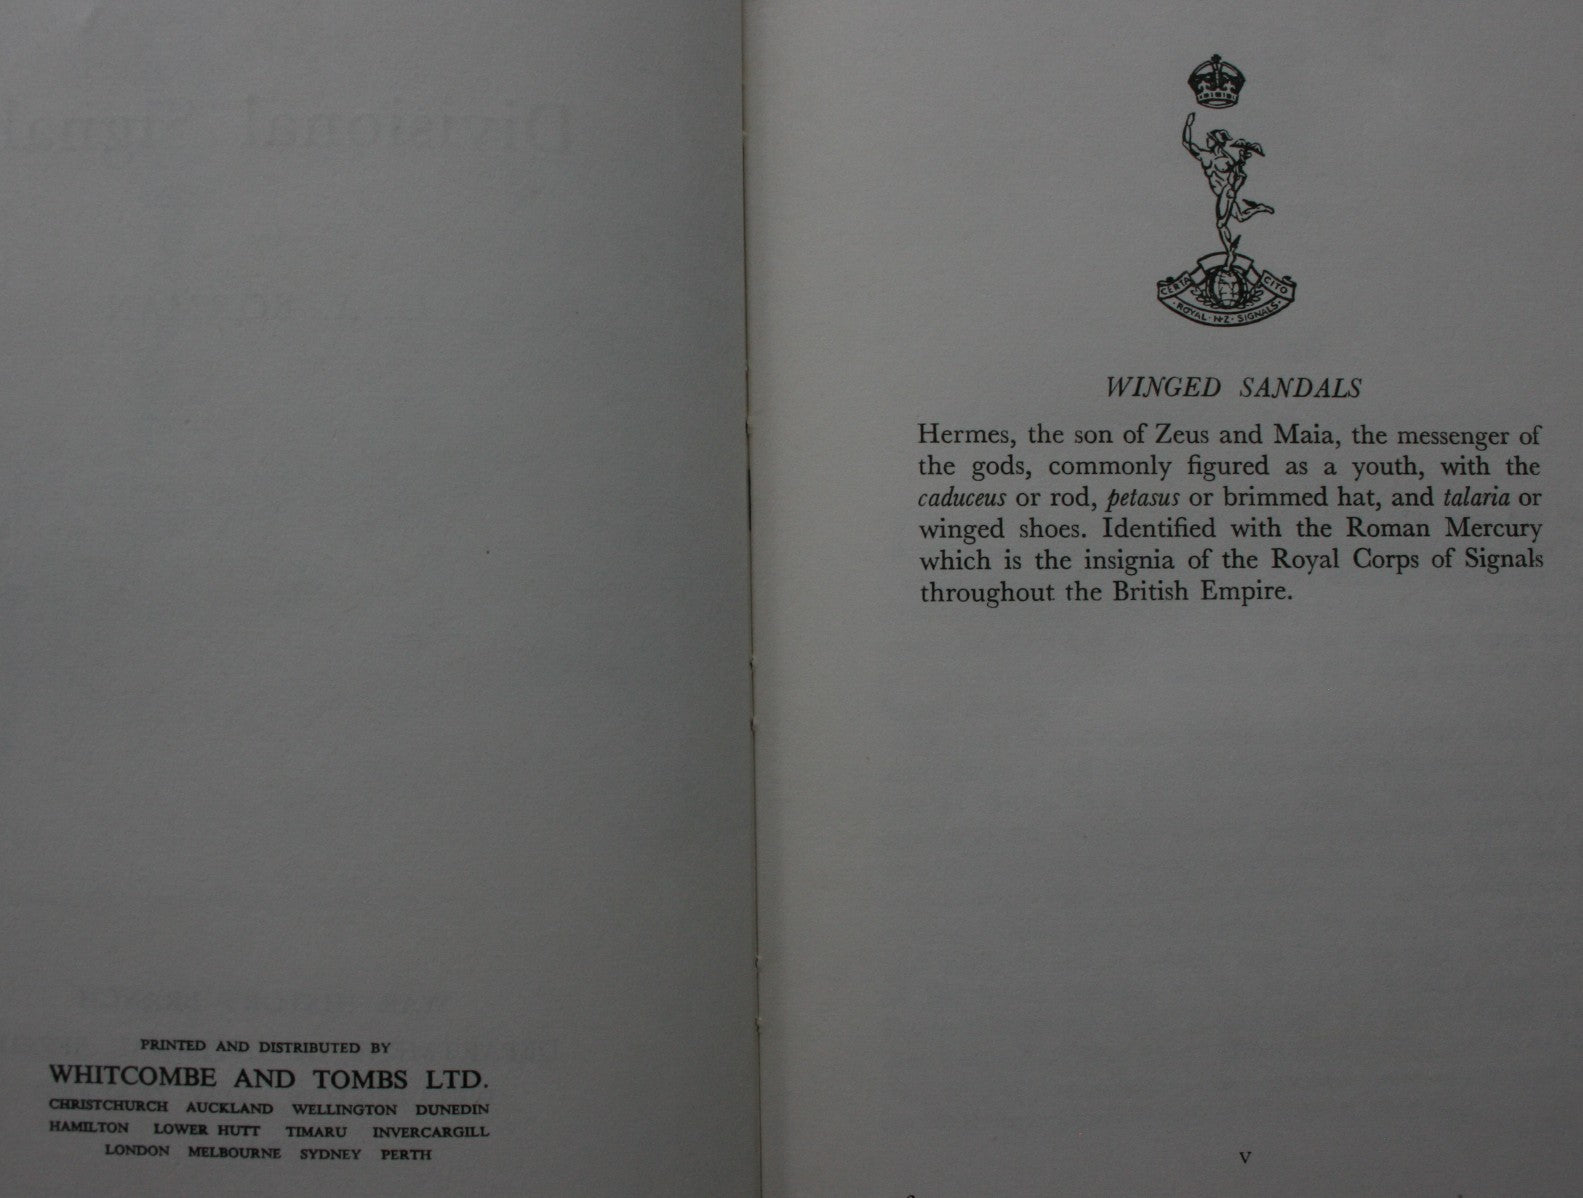 PRINTED AND DISTRIBUTED BY
WHITCOMBE AND TOMBS LTD.
CHRISTCHURCH AUCKLAND WELLINGTON DUNEDIN
HAMILTON LOWER HUTT TIMARU INVERCARGILL
LONDON MELBOURNE SYDNEY PERTH
CERTA CITO
ROYAL · N·Z · SIGNALS
WINGED SANDALS
Hermes, the son of Zeus and Maia, the messenger of
the gods, commonly figured as a youth, with the
caduceus or rod, petasus or brimmed hat, and talaria or
winged shoes. Identified with the Roman Mercury
which is the insignia of the Royal Corps of Signals
throughout the British Empire.
v